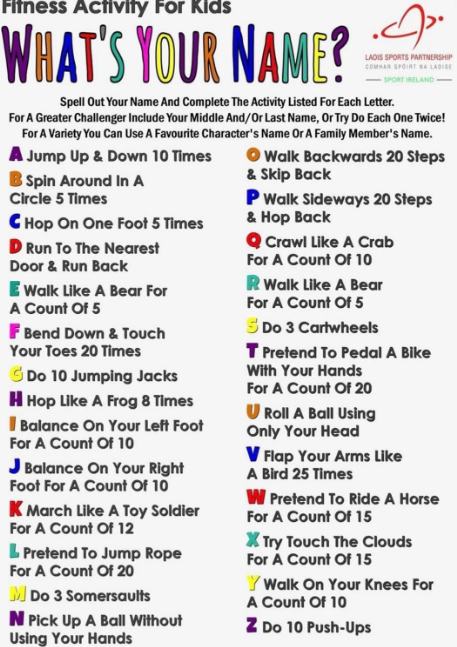 Fitness Activity For Kids
WHAT'S YOUR NAME?
LAOIS SPORTS PARTNERSHIP
COMHAR SPÓIRT NA LAOISE
SPORT IRELAND
Spell Out Your Name And Complete The Activity Listed For Each Letter.
For A Greater Challenger Include Your Middle And/Or Last Name, Or Try Do Each One Twice!
For A Variety You Can Use A Favourite Character's Name Or A Family Member's Name.
A Jump Up & Down 10 Times
B Spin Around In A
Circle 5 Times
C Hop On One Foot 5 Times
D Run To The Nearest
Door & Run Back
E Walk Like A Bear For
A Count Of 5
F Bend Down & Touch
Your Toes 20 Times
G Do 10 Jumping Jacks
H Hop Like A Frog 8 Times
I Balance On Your Left Foot
For A Count Of 10
J Balance On Your Right
Foot For A Count Of 10
K March Like A Toy Soldier
For A Count Of 12
L Pretend To Jump Rope
For A Count Of 20
M Do 3 Somersaults
N Pick Up A Ball Without
Using Your Hands
O Walk Backwards 20 Steps
& Skip Back
P Walk Sideways 20 Steps
& Hop Back
Q Crawl Like A Crab
For A Count Of 10
R Walk Like A Bear
For A Count Of 5
S Do 3 Cartwheels
T Pretend To Pedal A Bike
With Your Hands
For A Count Of 20
U Roll A Ball Using
Only Your Head
V Flap Your Arms Like
A Bird 25 Times
W Pretend To Ride A Horse
For A Count Of 15
X Try Touch The Clouds
For A Count Of 15
Y Walk On Your Knees For
A Count Of 10
Z Do 10 Push-Ups